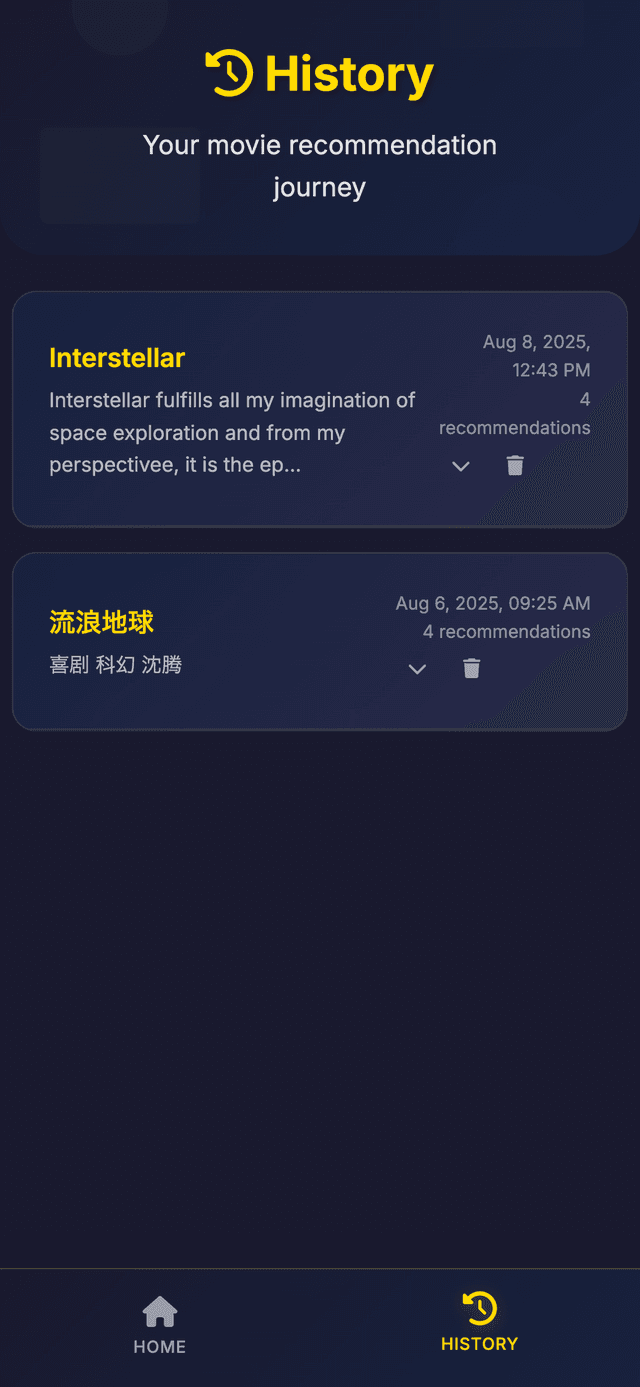 History
Your movie recommendation
journey
Interstellar
Interstellar fulfills all my imagination of
space exploration and from my
perspectivee, it is the ep...
Aug 8, 2025,
12:43 PM
4
recommendations
流浪地球
喜剧 科幻 沈腾
Aug 6, 2025, 09:25 AM
4 recommendations
HOME
HISTORY